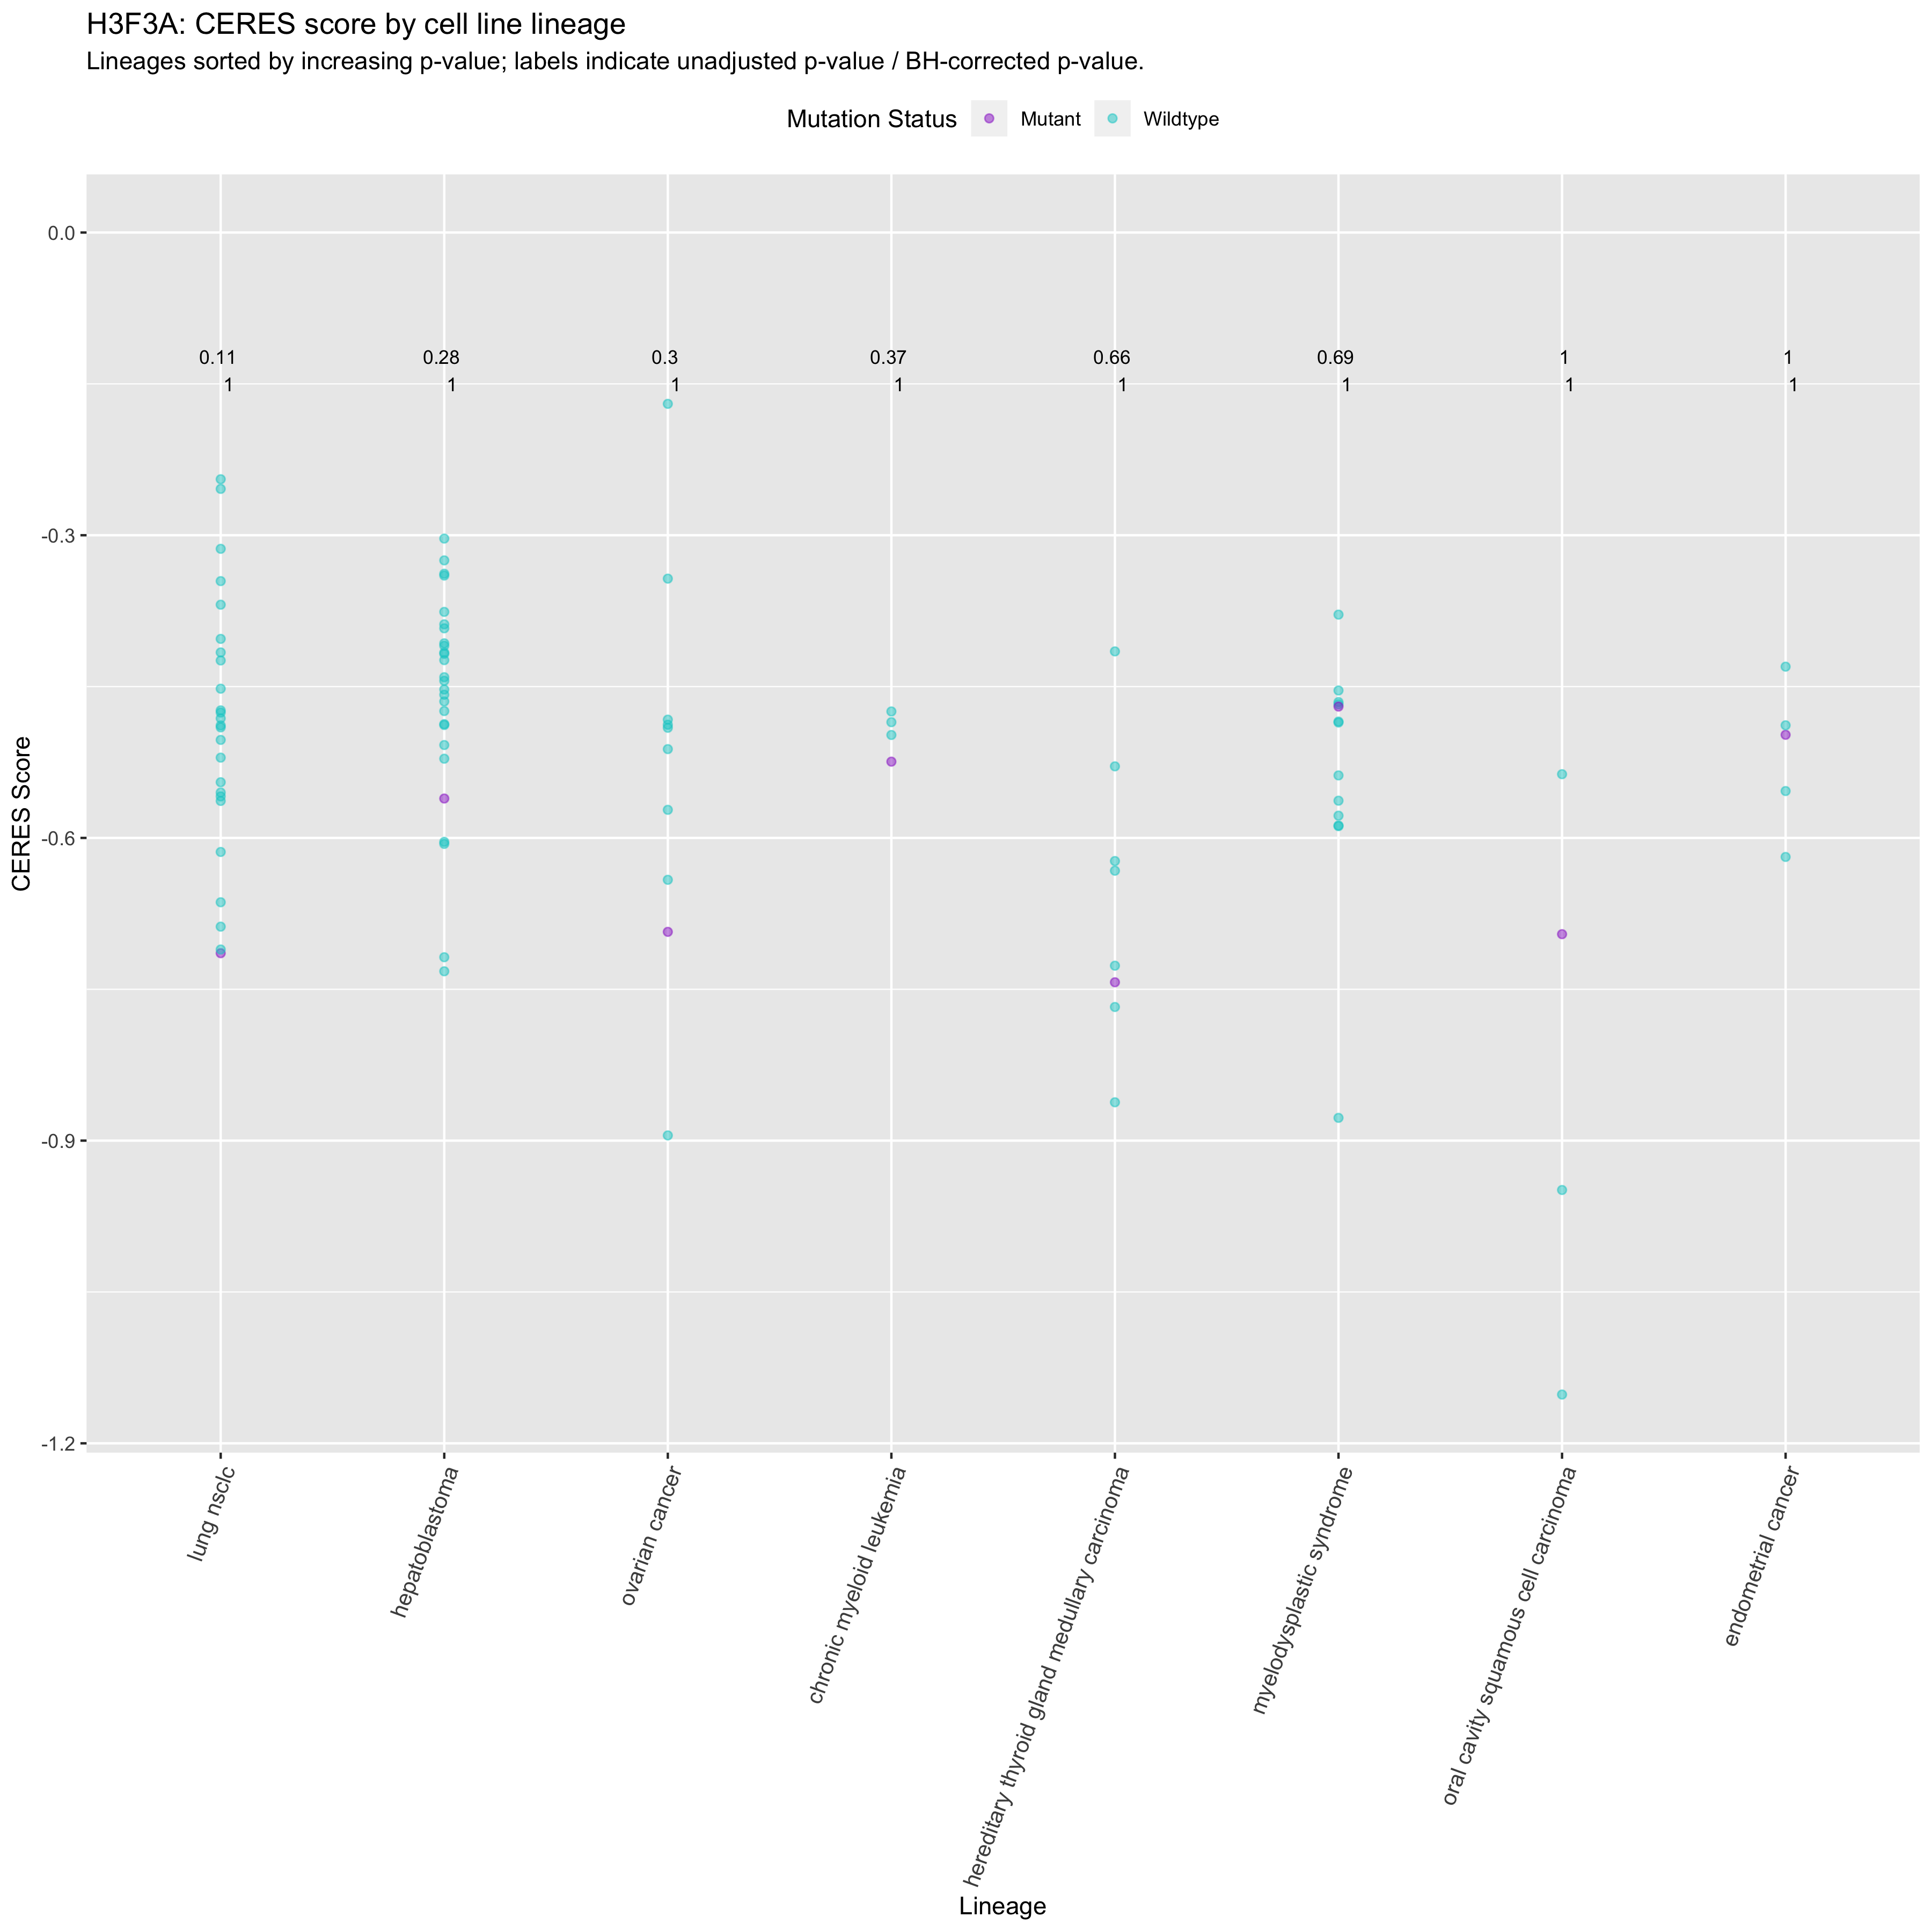 H3F3A: CERES score by cell line lineage
Lineages sorted by increasing p-value; labels indicate unadjusted p-value / BH-corrected p-value.
Mutation Status Mutant Wildtype
0.0
0.11 0.28 0.3 0.37 0.66 0.69 1 1
1 1 1 1 1 1 1 1
-0.3
-0.6
-0.9
-1.2
CERES Score
lung nsclc
hepatoblastoma
ovarian cancer
chronic myeloid leukemia
hereditary thyroid gland medullary carcinoma
myelodysplastic syndrome
oral cavity squamous cell carcinoma
endometrial cancer
Lineage